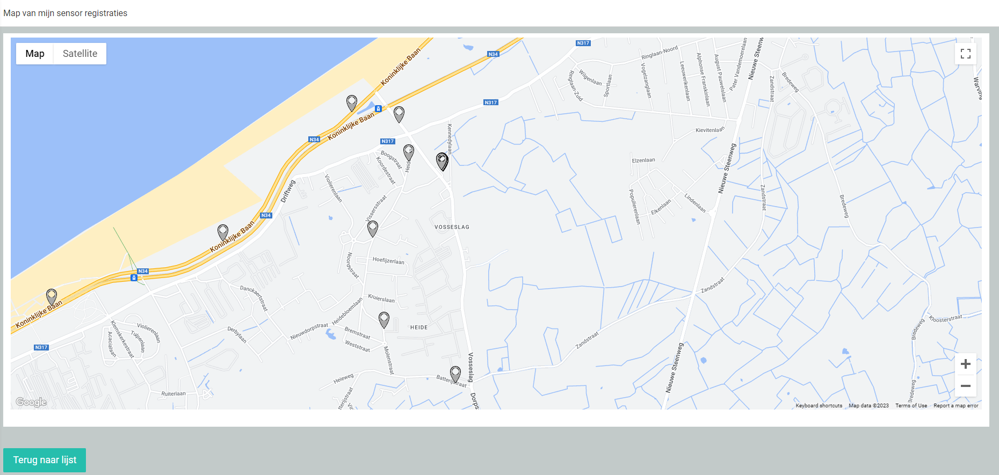 Map van mijn sensor registraties
Map
Satellite
N317
N34
Koninklijke Baan
Ringlaan-Noord
Leeuwerikenlaan
Alphonse Franskinlaan
August Pauwelslaan
Pater Vandemoerelaan
Nieuwe Steenweg
Zandstraat
Bredeweg
Wilgenlaan
Ringlaan-Zuid
Sportlaan
Vogelzanglaan
N317
Koninklijke Baan
Kennedylaan
N34
N317
Kievitenlaan
Boogstraat
Koordestraat
Elzenlaan
Nieuwe Steenweg
Driftweg
Violierenlaan
Vissersstraat
Populierenlaan
Eikenlaan
Lindenlaan
Zandstraat
Bredeweg
N34
Koninklijke Baan
VOSSESLAG
Noordstraat
Hoefijzerlaan
N34
Danckaertstraat
Kruierslaan
Heidebloemlaan
Zandstraat
Koninklijke Baan
Klemskerkestraat
Acacialaan
Tulpenlaan
Violierenlaan
Derbylaan
Nieuwdorpstraat
Bremstraat
Weststraat
HEIDE
Zandstraat
Kloosterstraat
Bredeweg
N317
Molenstraat
Vosseslag
Nieuwe Steenweg
Heieweg
Batterijstraat
Ruiterlaan
Bredeweg
Google
Keyboard shortcuts
Map data ©2023
Terms of Use
Report a map error
Terug naar lijst